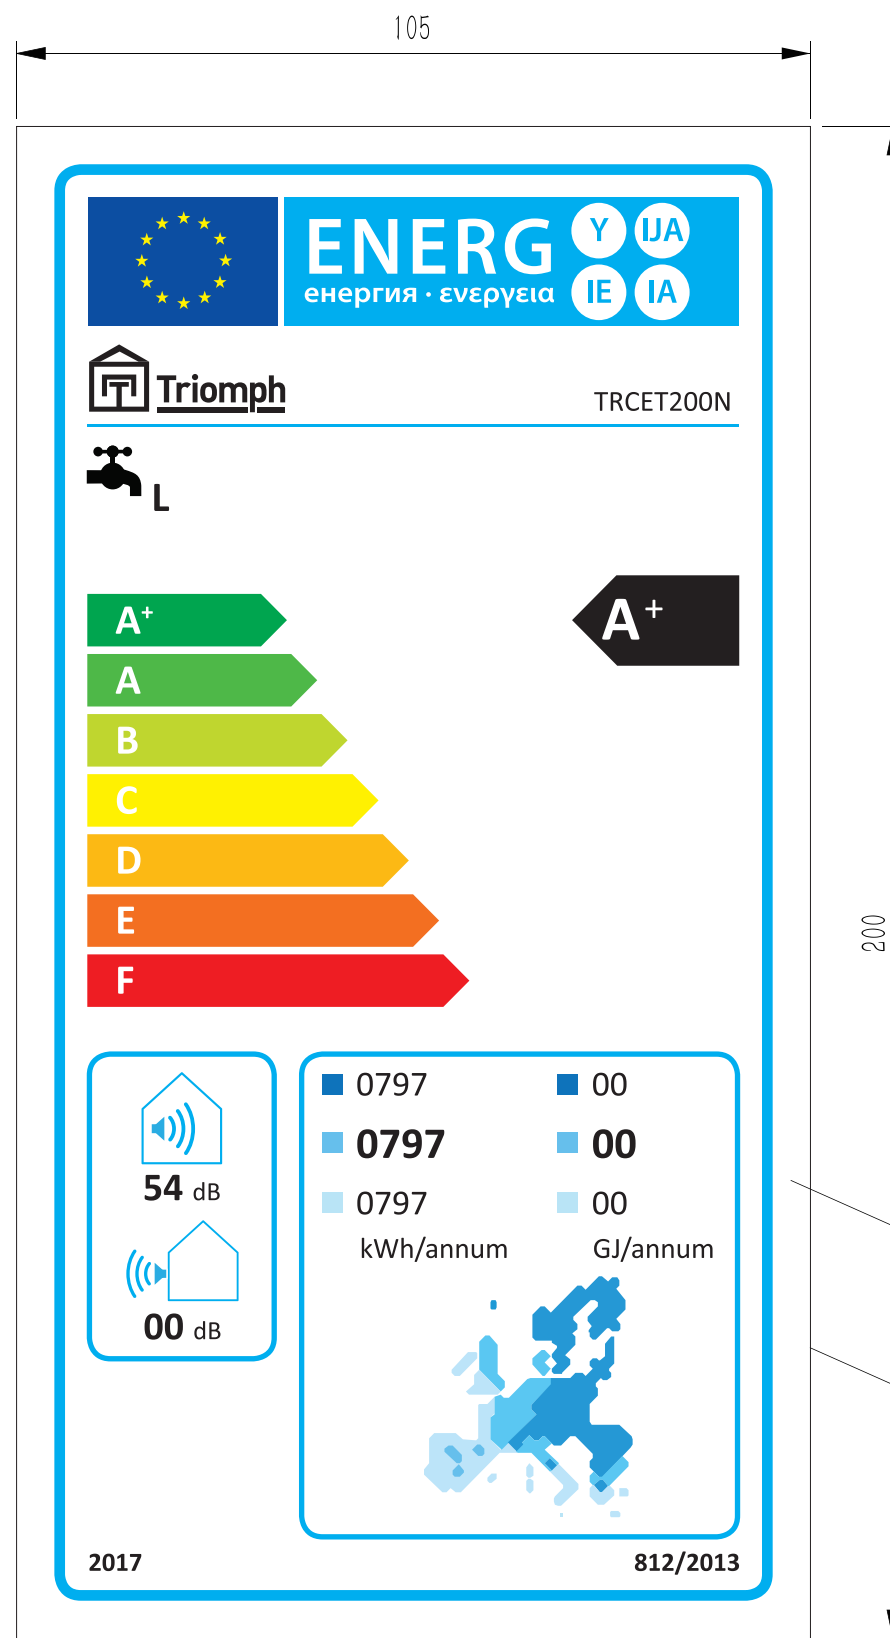 105
ENERG Y IJA
енергия · ενεργεια IE IA
Triomph
TRCET200N
L
A+
A+
A
B
C
D
E
F
200
54 dB
00 dB
0797 00
0797 00
0797 00
kWh/annum GJ/annum
2017
812/2013